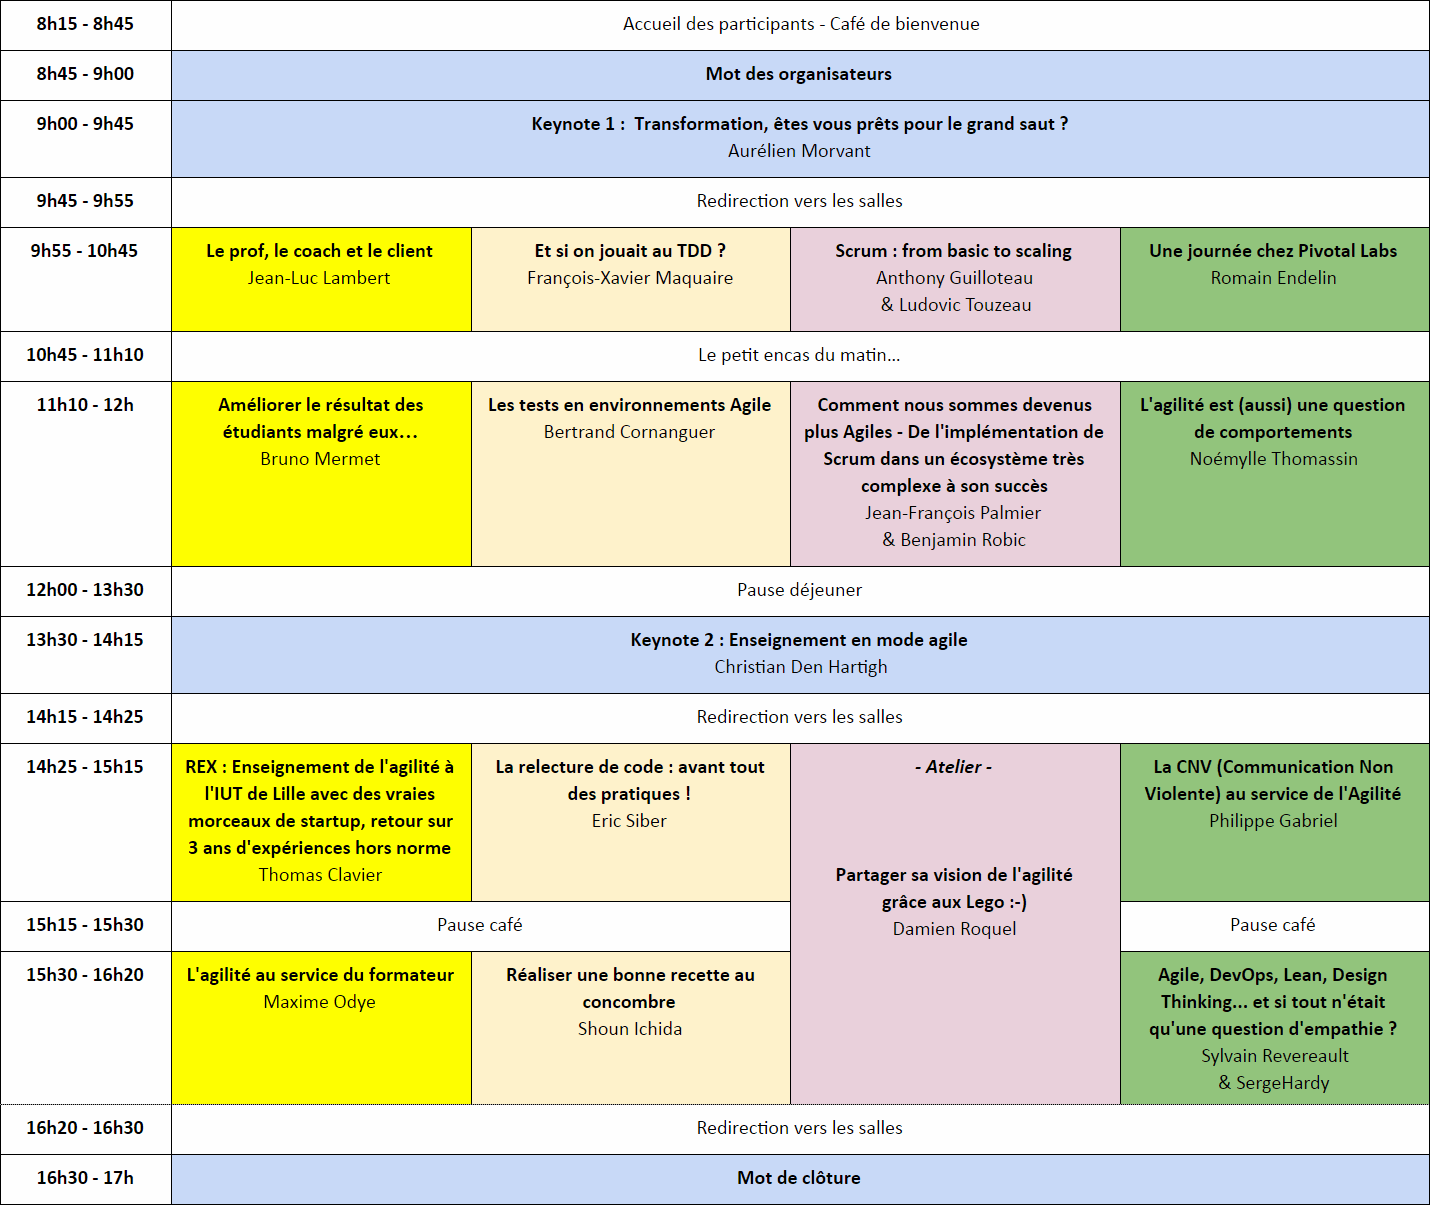 8h15 - 8h45
Accueil des participants - Café de bienvenue
8h45 - 9h00
Mot des organisateurs
9h00 - 9h45
Keynote 1 :  Transformation, êtes vous prêts pour le grand saut ?
Aurélien Morvant
9h45 - 9h55
Redirection vers les salles
9h55 - 10h45
Le prof, le coach et le client
Jean-Luc Lambert
Et si on jouait au TDD ?
François-Xavier Maquaire
Scrum : from basic to scaling
Anthony Guilloteau
& Ludovic Touzeau
Une journée chez Pivotal Labs
Romain Endelin
10h45 - 11h10
Le petit encas du matin...
11h10 - 12h
Améliorer le résultat des
étudiants malgré eux...
Bruno Mermet
Les tests en environnements Agile
Bertrand Cornanguer
Comment nous sommes devenus
plus Agiles - De l'implémentation de
Scrum dans un écosystème très
complexe à son succès
Jean-François Palmier
& Benjamin Robic
L'agilité est (aussi) une question
de comportements
Noémylle Thomassin
12h00 - 13h30
Pause déjeuner
13h30 - 14h15
Keynote 2 : Enseignement en mode agile
Christian Den Hartigh
14h15 - 14h25
Redirection vers les salles
14h25 - 15h15
REX : Enseignement de l'agilité à
l'IUT de Lille avec des vraies
morceaux de startup, retour sur
3 ans d'expériences hors norme
Thomas Clavier
La relecture de code : avant tout
des pratiques !
Eric Siber
- Atelier -
Partager sa vision de l'agilité
grâce aux Lego :-)
Damien Roquel
La CNV (Communication Non
Violente) au service de l'Agilité
Philippe Gabriel
15h15 - 15h30
Pause café
Pause café
15h30 - 16h20
L'agilité au service du formateur
Maxime Odye
Réaliser une bonne recette au
concombre
Shoun Ichida
Agile, DevOps, Lean, Design
Thinking... et si tout n'était
qu'une question d'empathie ?
Sylvain Revereault
& SergeHardy
16h20 - 16h30
Redirection vers les salles
16h30 - 17h
Mot de clôture